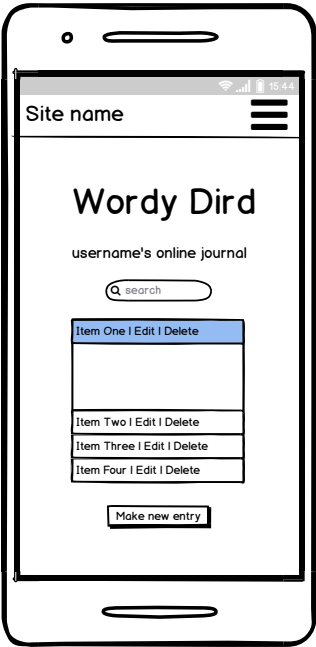 15:44
Site name
Wordy Dird
username's online journal
search
Item One | Edit | Delete
Item Two | Edit | Delete
Item Three | Edit | Delete
Item Four | Edit | Delete
Make new entry